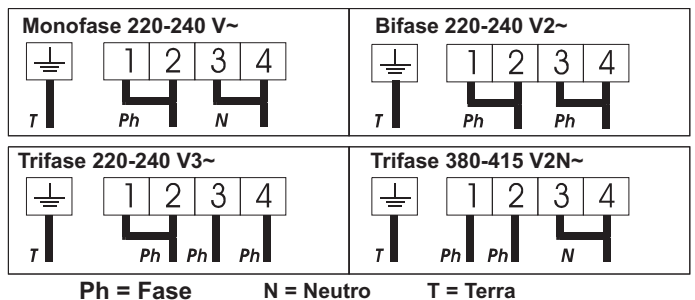 Monofase 220-240 V~
1 2 3 4
T Ph N
Bifase 220-240 V2~
1 2 3 4
T Ph Ph
Trifase 220-240 V3~
1 2 3 4
T Ph Ph Ph
Trifase 380-415 V2N~
1 2 3 4
T Ph Ph N
Ph = Fase N = Neutro T = Terra